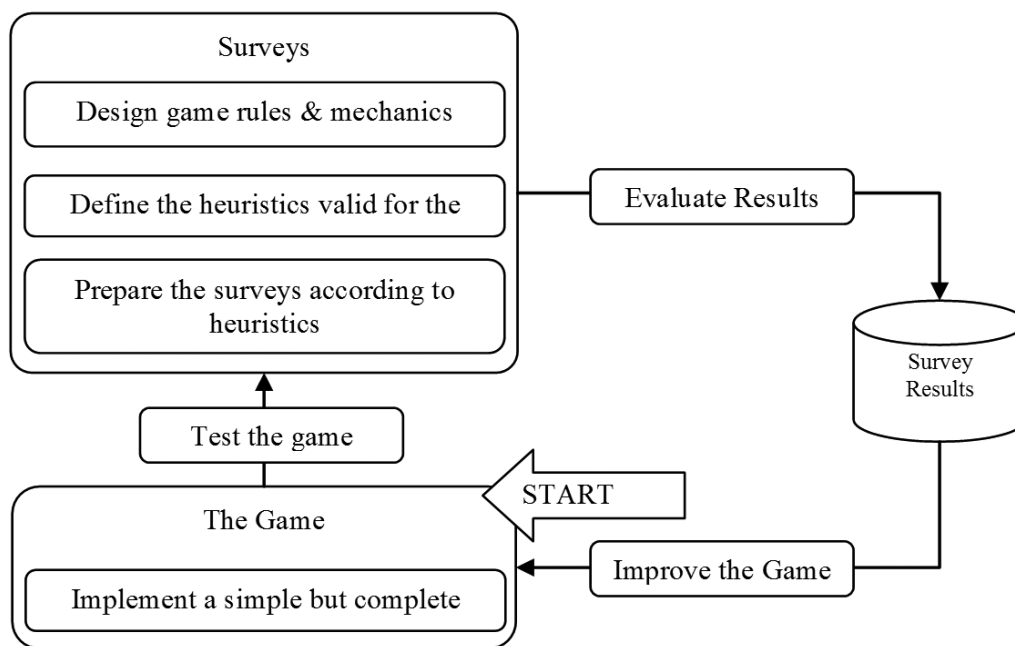 Surveys
Design game rules & mechanics
Define the heuristics valid for the
Prepare the surveys according to
heuristics
Evaluate Results
Survey
Results
Test the game
START
The Game
Improve the Game
Implement a simple but complete